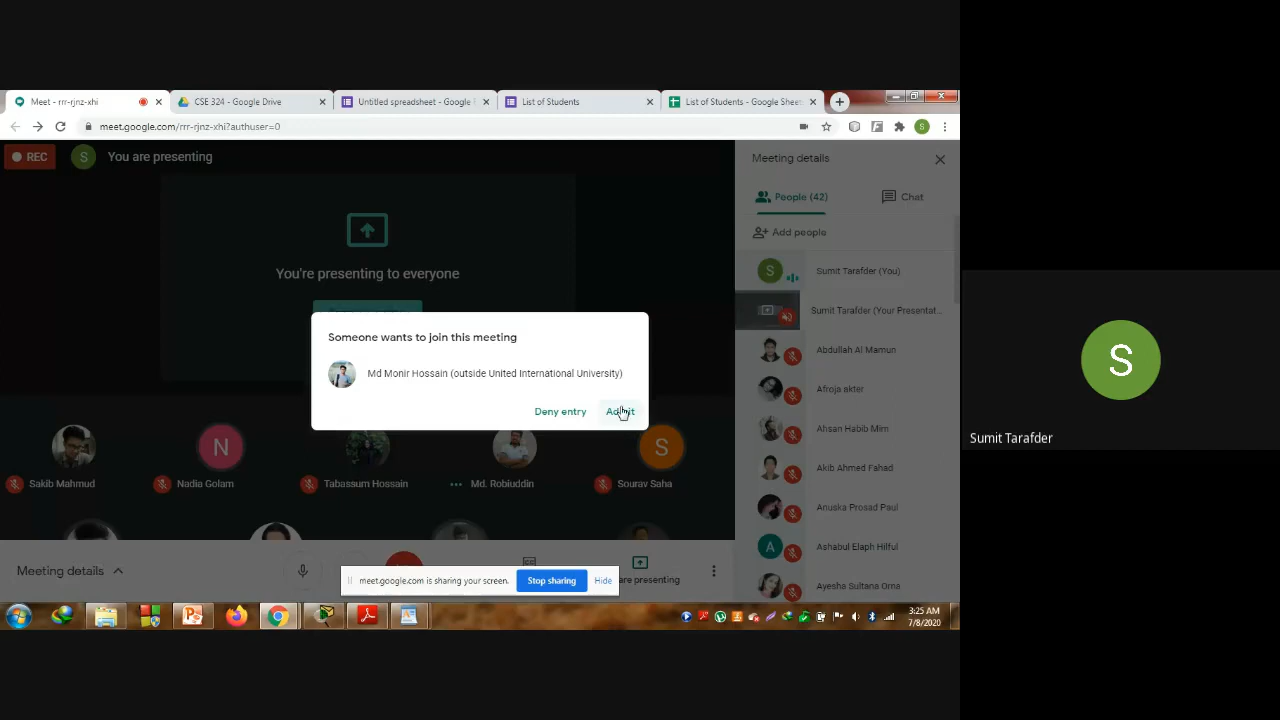 Meet - rrr-rjnz-xhi
CSE 324 - Google Drive
Untitled spreadsheet - Google
List of Students
List of Students - Google Sheet
meet.google.com/rrr-rjnz-xhi?authuser=0
S
REC
S
You are presenting
Meeting details
People (42)
Chat
Add people
You're presenting to everyone
S
Sumit Tarafder (You)
Sumit Tarafder (Your Presentat...
Someone wants to join this meeting
Md Monir Hossain (outside United International University)
Deny entry
Abdullah Al Mamun
Afroja akter
Ahsan Habib Mim
Akib Ahmed Fahad
Anuska Prosad Paul
A
Ashabul Elaph Hilful
Ayesha Sultana Orna
N
S
Sakib Mahmud
Nadia Golam
Tabassum Hossain
Md. Robiuddin
Sourav Saha
Meeting details
are presenting
meet.google.com is sharing your screen.
Stop sharing
Hide
3:25 AM
7/8/2020
S
Sumit Tarafder